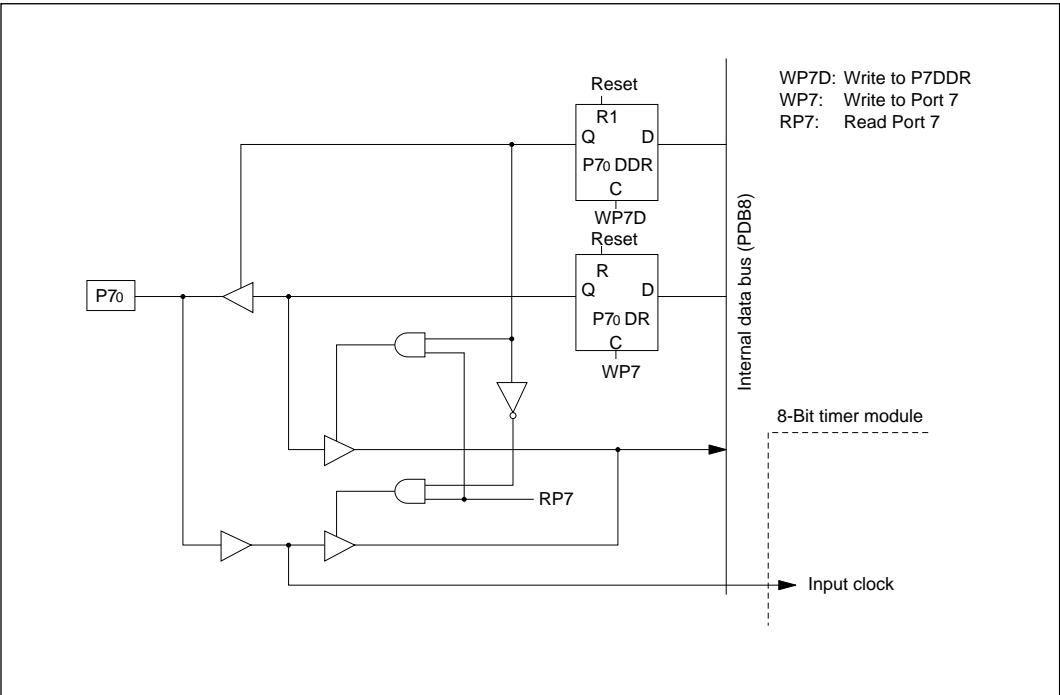 Reset
R1
Q D
P70 DDR
C
WP7D
Reset
R
Q D
P70 DR
C
WP7
P70
RP7
Internal data bus (PDB8)
WP7D: Write to P7DDR
WP7: Write to Port 7
RP7: Read Port 7
8-Bit timer module
Input clock